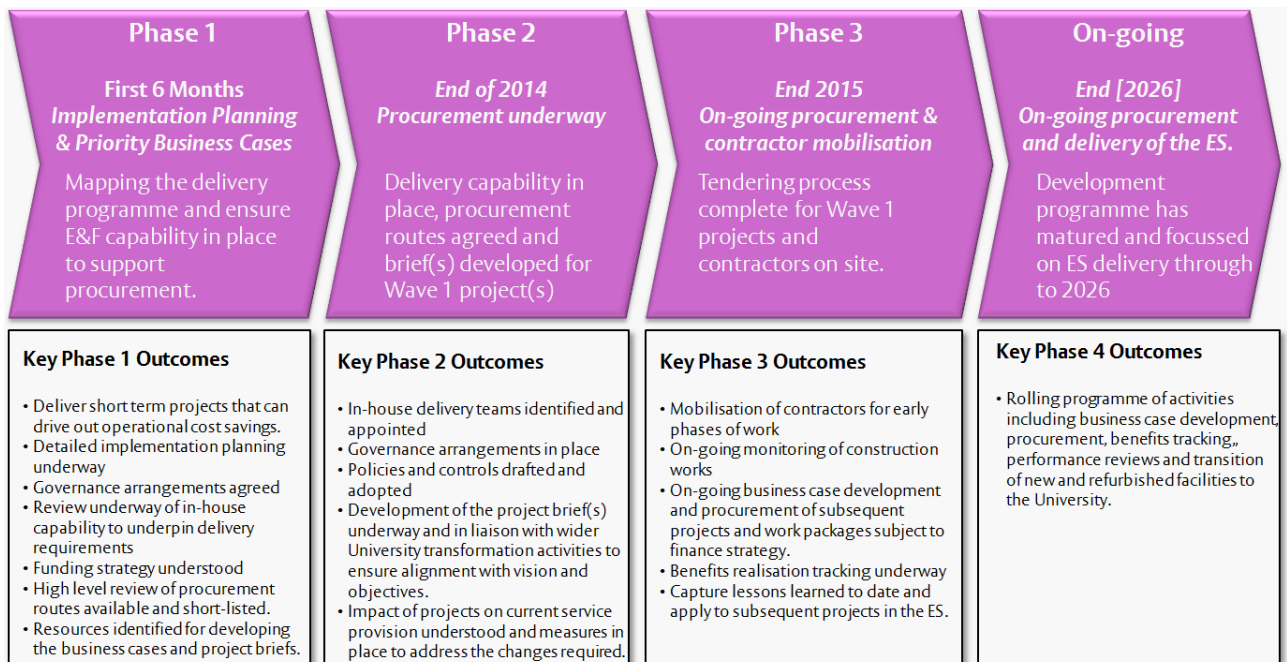 Phase 1
First 6 Months
Implementation Planning
& Priority Business Cases
Mapping the delivery
programme and ensure
E&F capability in place
to support
procurement.
Phase 2
End of 2014
Procurement underway
Delivery capability in
place, procurement
routes agreed and
brief(s) developed for
Wave 1 project(s)
Phase 3
End 2015
On-going procurement &
contractor mobilisation
Tendering process
complete for Wave 1
projects and
contractors on site.
On-going
End [2026]
On-going procurement
and delivery of the ES.
Development
programme has
matured and focussed
on ES delivery through
to 2026
Key Phase 1 Outcomes
• Deliver short term projects that can
drive out operational cost savings.
• Detailed implementation planning
underway
• Governance arrangements agreed
• Review underway of in-house
capability to underpin delivery
requirements
• Funding strategy understood
• High level review of procurement
routes available and short-listed.
• Resources identified for developing
the business cases and project briefs.
Key Phase 2 Outcomes
• In-house delivery teams identified and
appointed
• Governance arrangements in place
• Policies and controls drafted and
adopted
• Development of the project brief(s)
underway and in liaison with wider
University transformation activities to
ensure alignment with vision and
objectives.
• Impact of projects on current service
provision understood and measures in
place to address the changes required.
Key Phase 3 Outcomes
• Mobilisation of contractors for early
phases of work
• On-going monitoring of construction
works
• On-going business case development
and procurement of subsequent
projects and work packages subject to
finance strategy.
• Benefits realisation tracking underway
• Capture lessons learned to date and
apply to subsequent projects in the ES.
Key Phase 4 Outcomes
• Rolling programme of activities
including business case development,
procurement, benefits tracking,,
performance reviews and transition
of new and refurbished facilities to
the University.